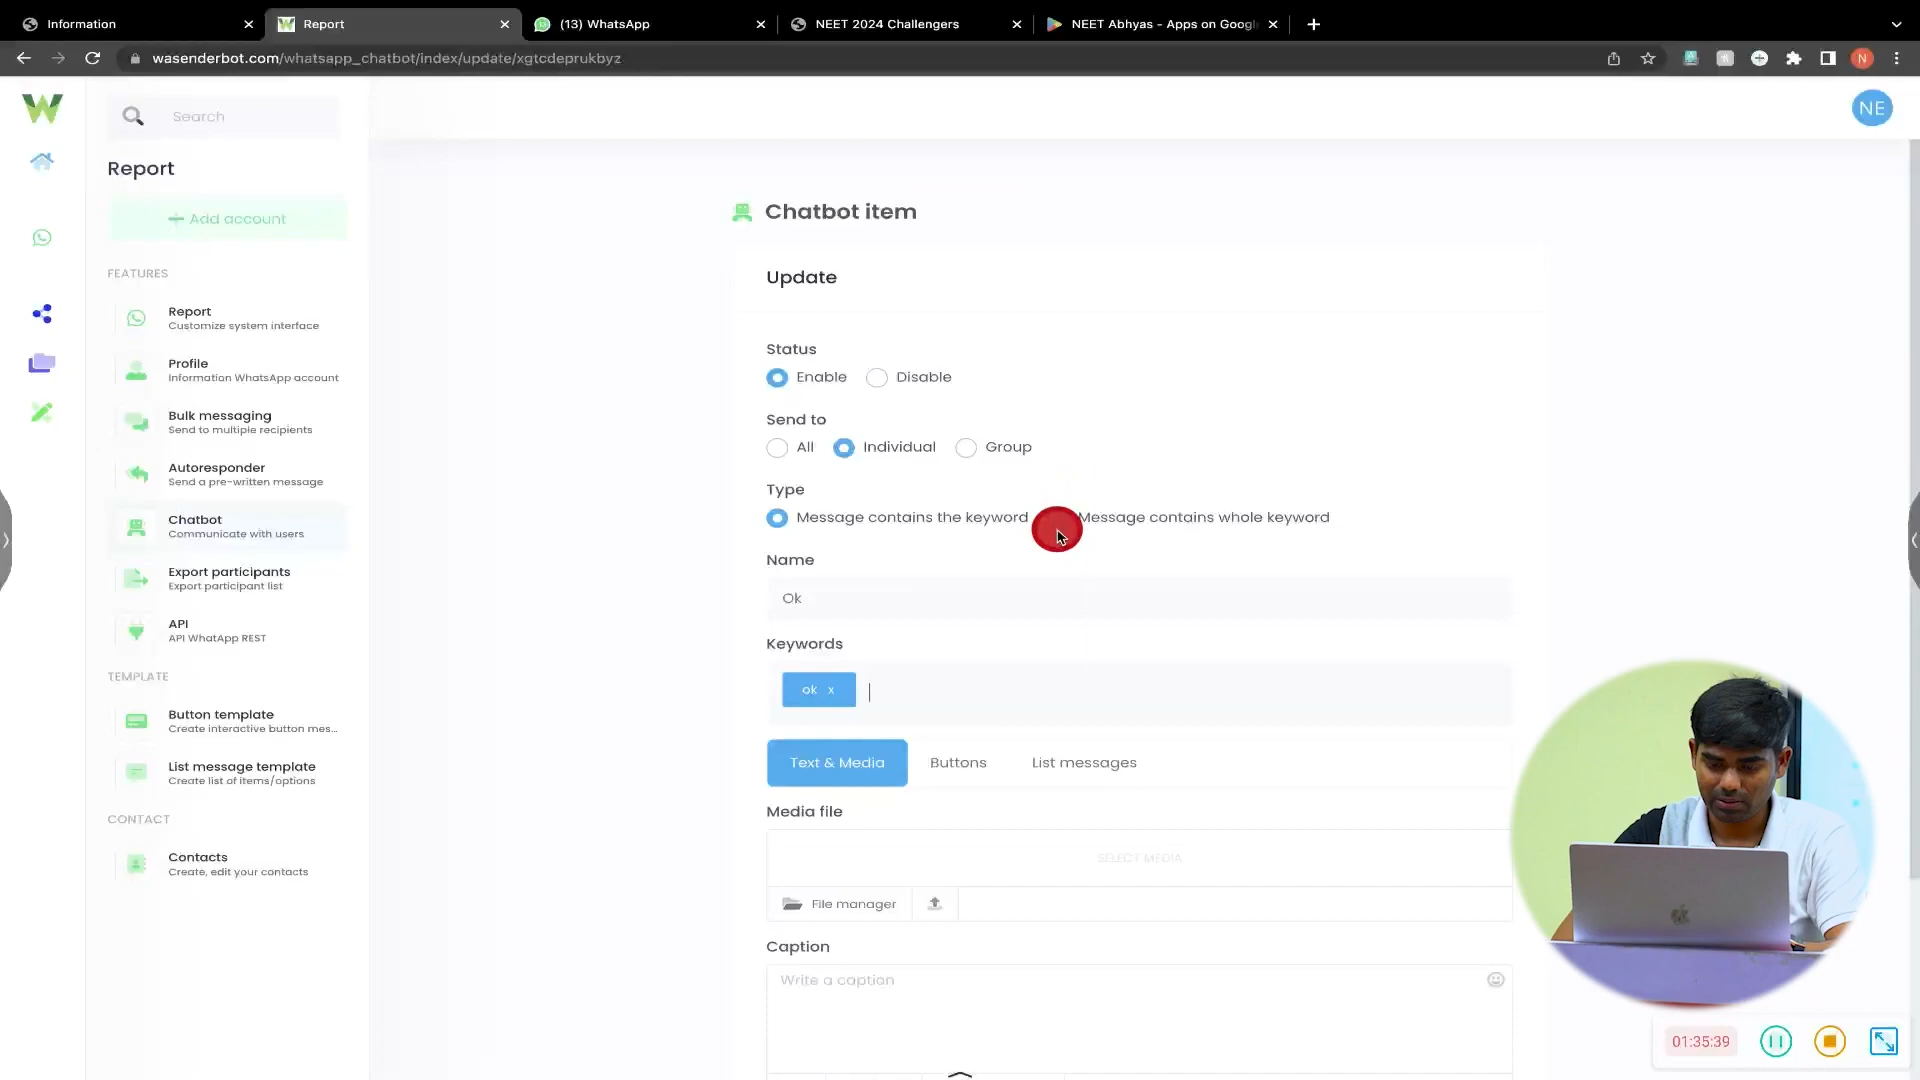 Information
Report
(13) WhatsApp
NEET 2024 Challengers
NEET Abhyas - Apps on Googl
wasenderbot.com/whatsapp_chatbot/index/update/xgtcdeprukbyz
N
W
Search
NE
Report
+ Add account
FEATURES
Report
Customize system interface
Profile
Information WhatsApp account
Bulk messaging
Send to multiple recipients
Autoresponder
Send a pre-written message
Chatbot
Communicate with users
Export participants
Export participant list
API
API WhatApp REST
TEMPLATE
Button template
Create interactive button mes...
List message template
Create list of items/options
CONTACT
Contacts
Create, edit your contacts
Chatbot item
Update
Status
Enable Disable
Send to
All Individual Group
Type
Message contains the keyword Message contains whole keyword
Name
Ok
Keywords
ok x
Text & Media Buttons List messages
Media file
SELECT MEDIA
File manager
Caption
Write a caption
01:35:39